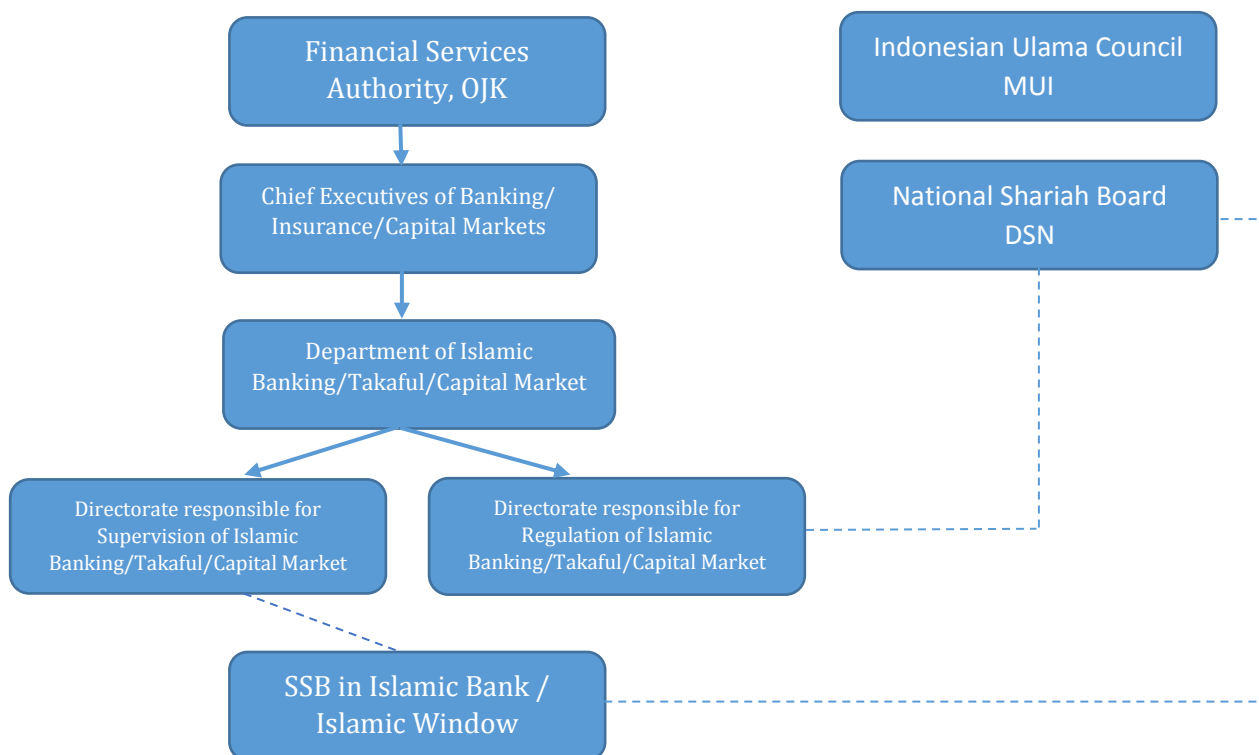 Financial Services
Authority, OJK
Indonesian Ulama Council
MUI
Chief Executives of Banking/
Insurance/Capital Markets
National Shariah Board
DSN
Department of Islamic
Banking/Takaful/Capital Market
Directorate responsible for
Supervision of Islamic
Banking/Takaful/Capital Market
Directorate responsible for
Regulation of Islamic
Banking/Takaful/Capital Market
SSB in Islamic Bank /
Islamic Window